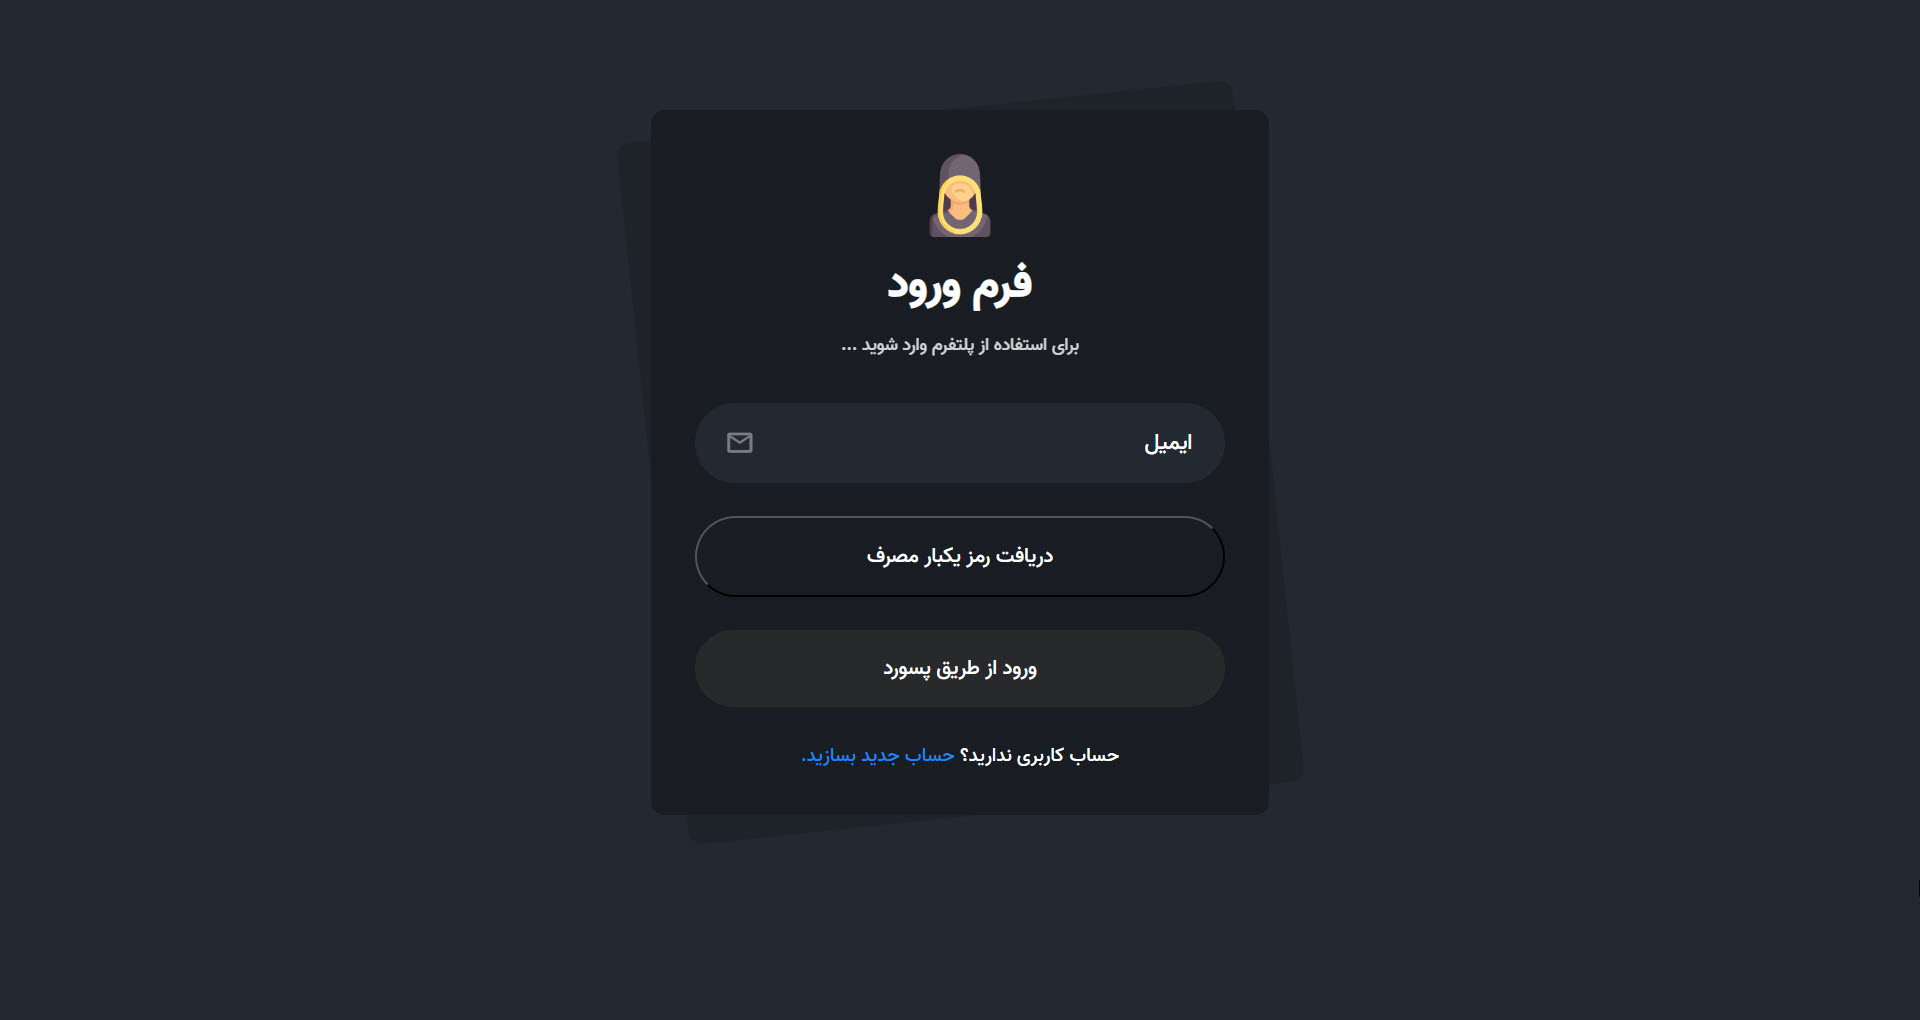 فرم ورود
برای استفاده از پلتفرم وارد شوید ...
ایمیل
دریافت رمز یکبار مصرف
ورود از طریق پسورد
حساب کاربری ندارید؟ حساب جدید بسازید.